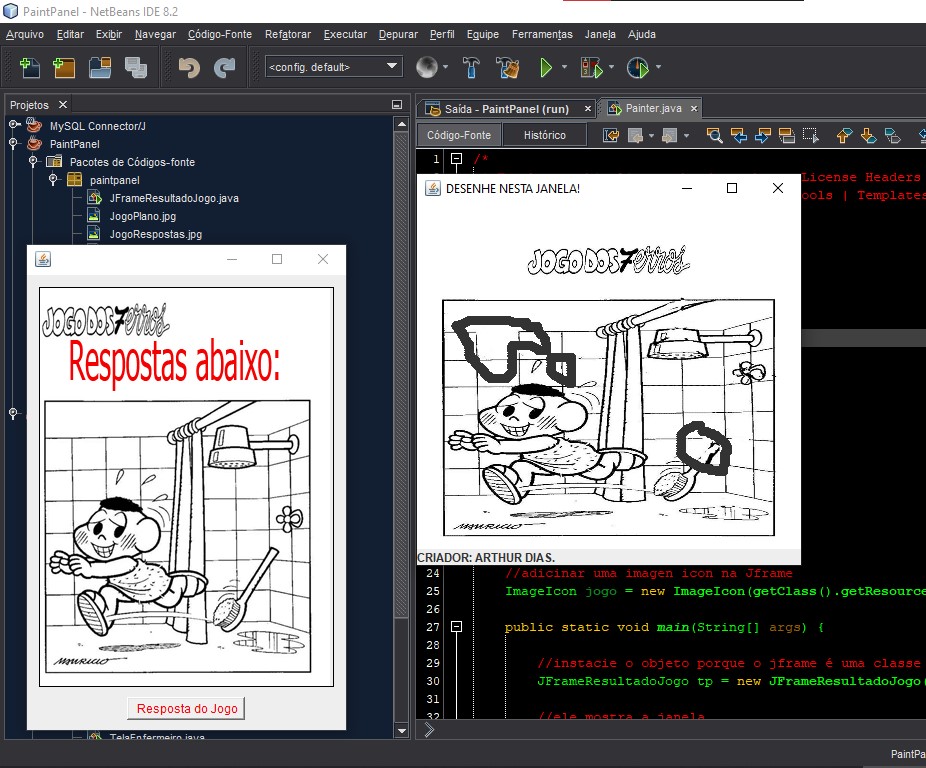 PaintPanel - NetBeans IDE 8.2
Arquivo Editar Exibir Navegar Código-Fonte Refatorar Executar Depurar Perfil Equipe Ferramentas Janela Ajuda
<config. default>
Projetos
MySQL Connector/J
PaintPanel
Pacotes de Códigos-fonte
paintpanel
JFrameResultadoJogo.java
JogoPlano.jpg
JogoRespostas.jpg
JOGO DOS 7 erros
Respostas abaixo:
MAURICIO
Resposta do Jogo
TelaEnfermeiro.java
Saída - PaintPanel (run)
Painter.java
Código-Fonte
Histórico
1 /*
License Headers
ools | Templates
DESENHE NESTA JANELA!
JOGO DOS 7 erros
MAURICIO
CRIADOR: ARTHUR DIAS.
24 //adicinar uma imagen icon na Jframe
25 ImageIcon jogo = new ImageIcon(getClass().getResource
26
27 public static void main(String[] args) {
28
29 //instacie o objeto porque o jframe é uma classe
30 JFrameResultadoJogo tp = new JFrameResultadoJogo(
31
32 //ele mostra a janela
PaintPa